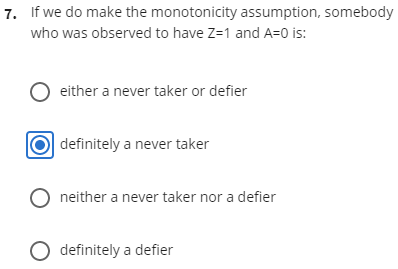 7. If we do make the monotonicity assumption, somebody
who was observed to have Z=1 and A=0 is:
either a never taker or defier
definitely a never taker
neither a never taker nor a defier
definitely a defier